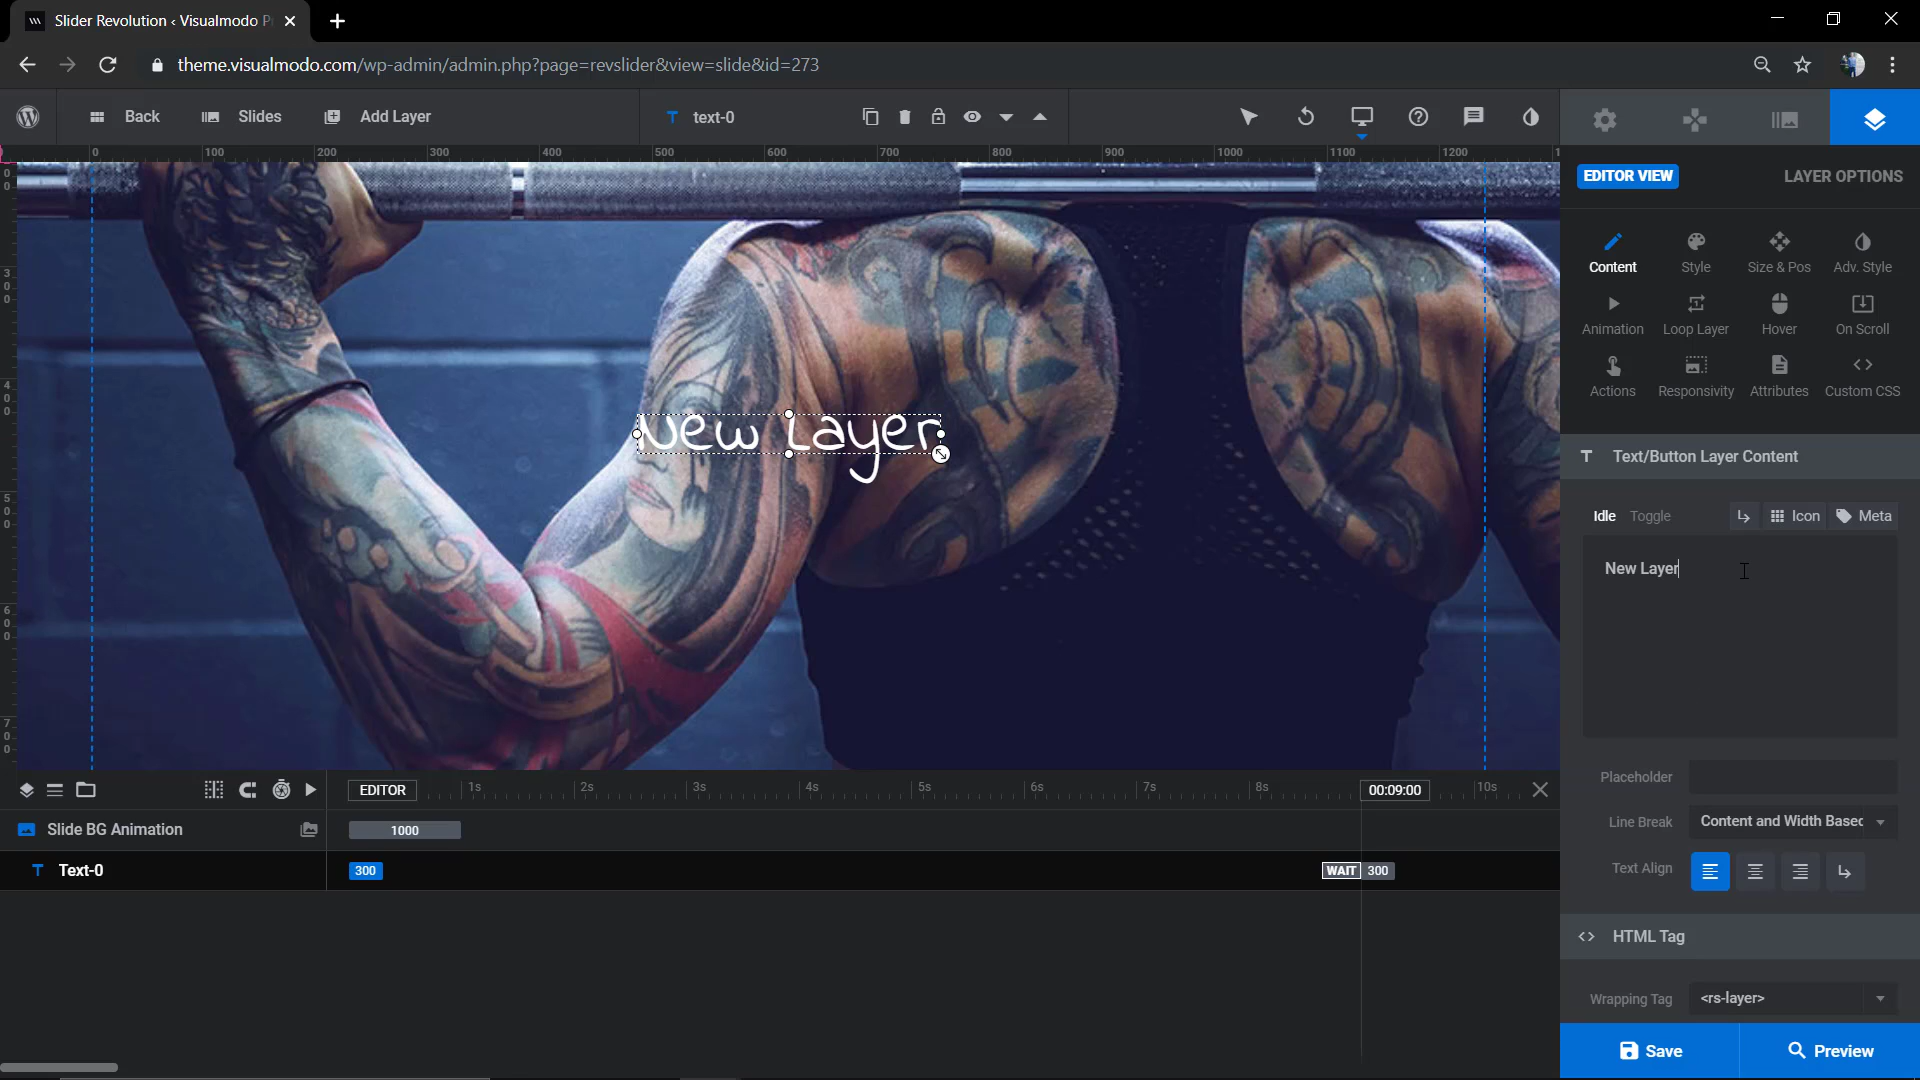 Slider Revolution ‹ Visualmodo P
theme.visualmodo.com/wp-admin/admin.php?page=revslider&view=slide&id=273
Back Slides Add Layer text-0
0 100 200 300 400 500 600 700 800 900 1000 1100 1200
EDITOR VIEW LAYER OPTIONS
Content Style Size & Pos Adv. Style
Animation Loop Layer Hover On Scroll
Actions Responsivity Attributes Custom CSS
New Layer
Text/Button Layer Content
Idle Toggle Icon Meta
New Layer
Placeholder
Line Break Content and Width Based
Text Align
HTML Tag
Wrapping Tag <rs-layer>
Save Preview
EDITOR 1s 2s 3s 4s 5s 6s 7s 8s 00:09:00 10s
Slide BG Animation 1000
Text-0 300 WAIT 300